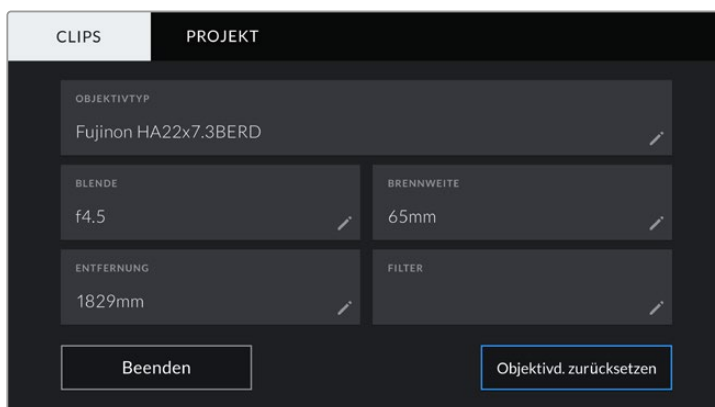 CLIPS
PROJEKT
OBJEKTIVTYP
Fujinon HA22x7.3BERD
BLENDE
f4.5
BRENNWEITE
65mm
ENTFERNUNG
1829mm
FILTER
Beenden
Objektivd. zurücksetzen